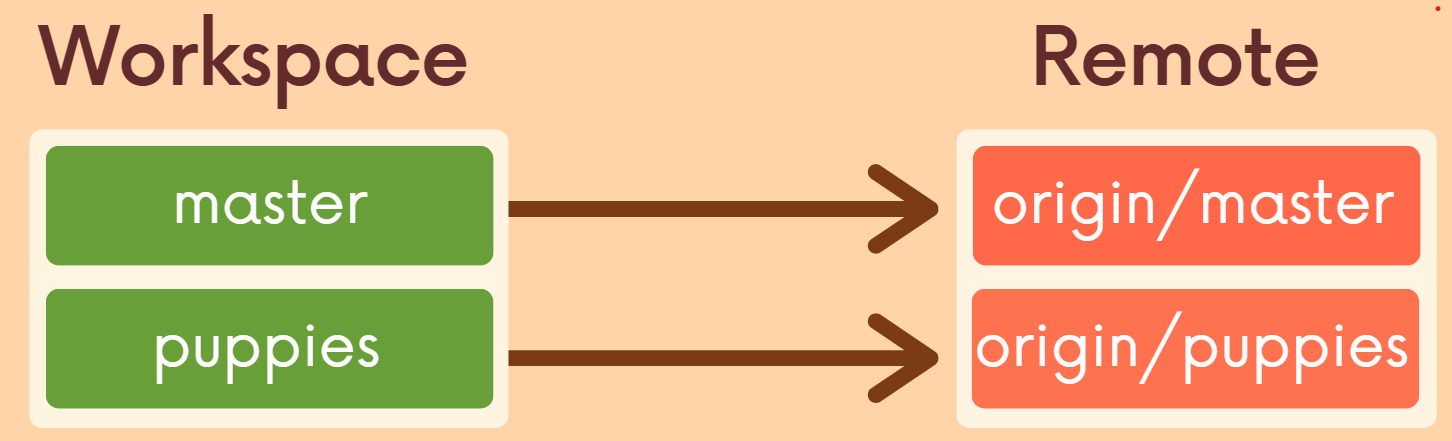 Workspace
Remote
master
origin/master
puppies
origin/puppies